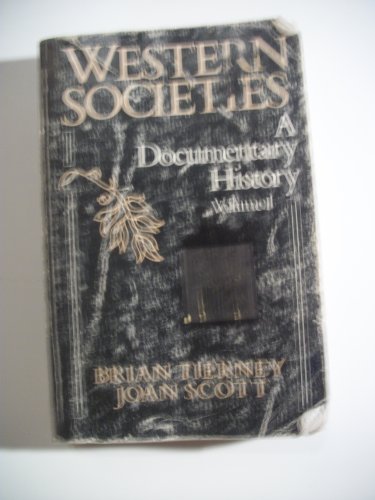 WESTERN
SOCIETIES
A
Documentary
History
Volume I
BRIAN TIERNEY
JOAN SCOTT